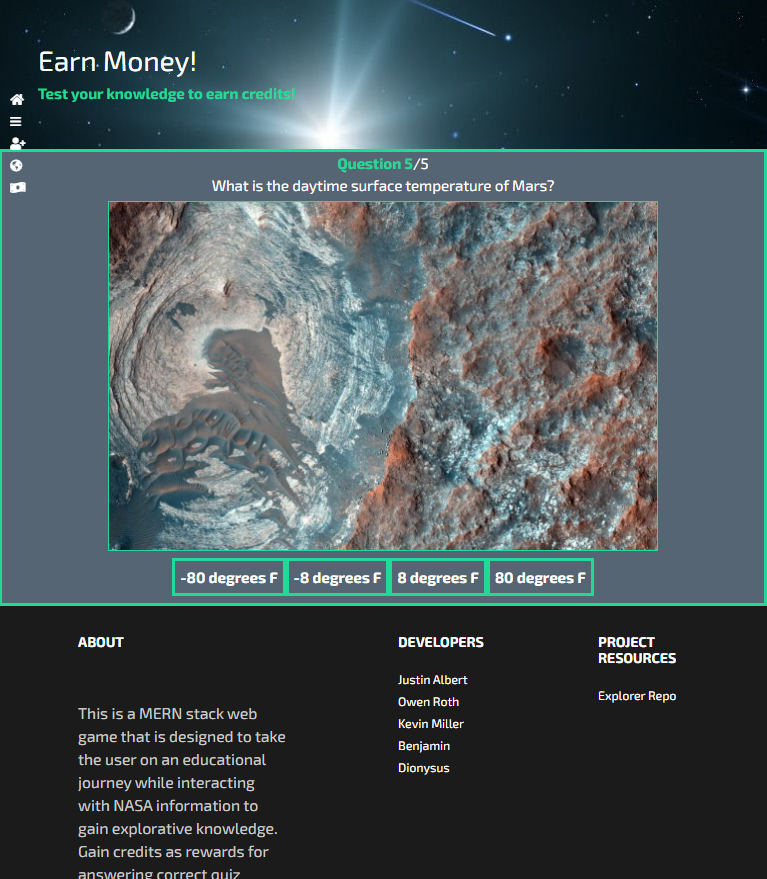 Earn Money!
Test your knowledge to earn credits!
Question 5/5
What is the daytime surface temperature of Mars?
-80 degrees F
-8 degrees F
8 degrees F
80 degrees F
ABOUT
This is a MERN stack web
game that is designed to take
the user on an educational
journey while interacting
with NASA information to
gain explorative knowledge.
Gain credits as rewards for
answering correct quiz
DEVELOPERS
Justin Albert
Owen Roth
Kevin Miller
Benjamin
Dionysus
PROJECT
RESOURCES
Explorer Repo